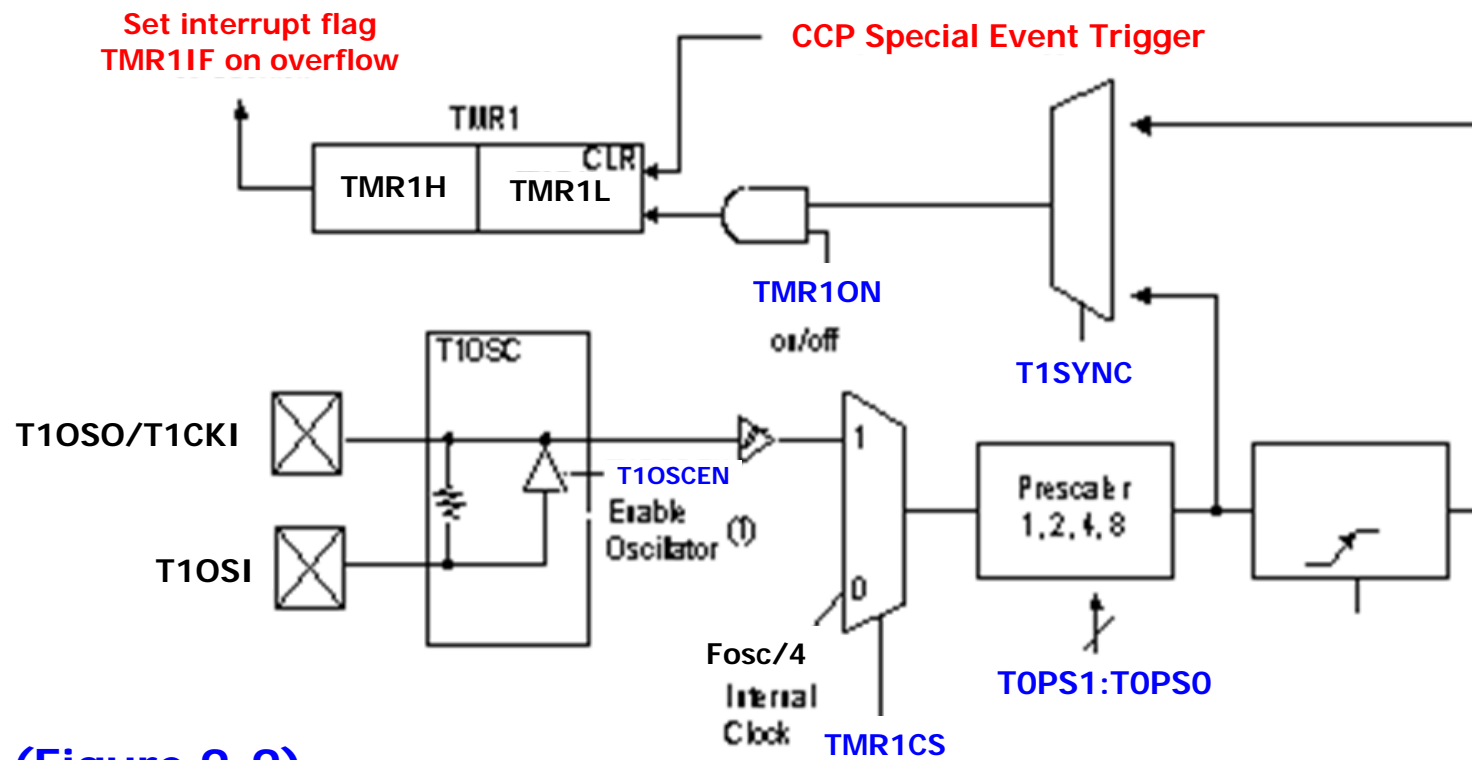 Set interrupt flag
TMR1IF on overflow
CCP Special Event Trigger
TMR1
CLR
TMR1H
TMR1L
TMR1ON
on/off
T1SYNC
T1OSC
T1OSO/T1CKI
1
T1OSCEN
Enable
Oscillator (1)
Prescaler
1,2,4,8
T1OSI
0
Fosc/4
Internal
Clock
T0PS1:T0PS0
TMR1CS